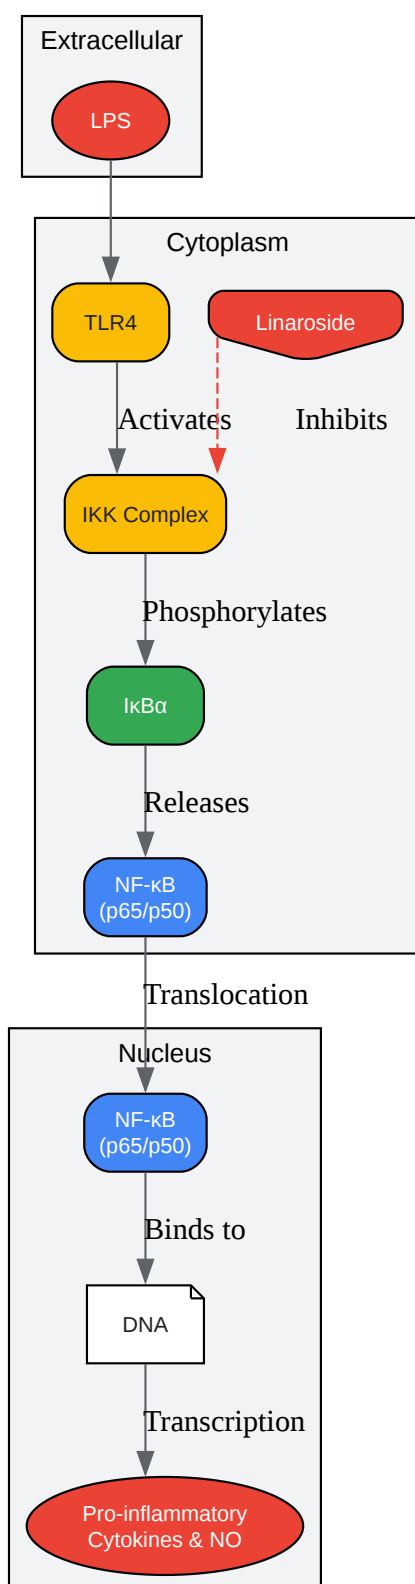 Extracellular
LPS
Cytoplasm
TLR4
Linaroside
Activates
Inhibits
IKK Complex
Phosphorylates
IκBα
Releases
NF-κB
(p65/p50)
Translocation
Nucleus
NF-κB
(p65/p50)
Binds to
DNA
Transcription
Pro-inflammatory
Cytokines & NO